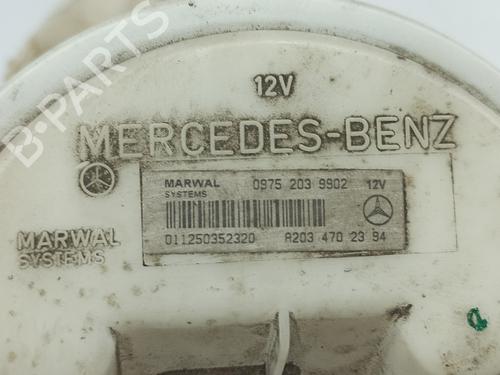 B-PARTS
12V
MERCEDES-BENZ
MARWAL 0975 203 9902 12V
SYSTEMS
011250352320 A203 470 23 94
MARWAL
SYSTEMS
a